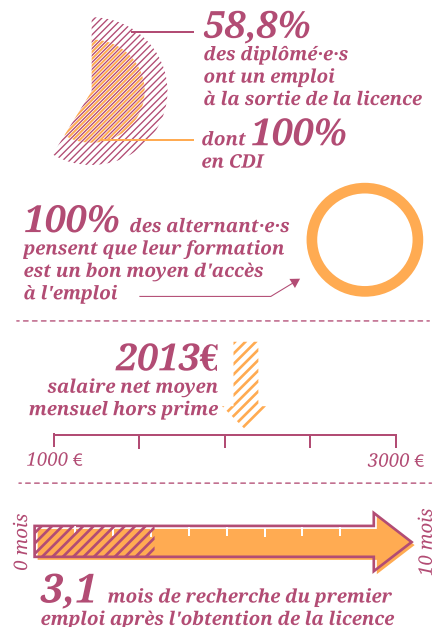 58,8%
des diplômé·e·s
ont un emploi
à la sortie de la licence
dont 100%
en CDI
100% des alternant·e·s
pensent que leur formation
est un bon moyen d'accès
à l'emploi
2013€
salaire net moyen
mensuel hors prime
1000 €
3000 €
0 mois
10 mois
3,1 mois de recherche du premier
emploi après l'obtention de la licence